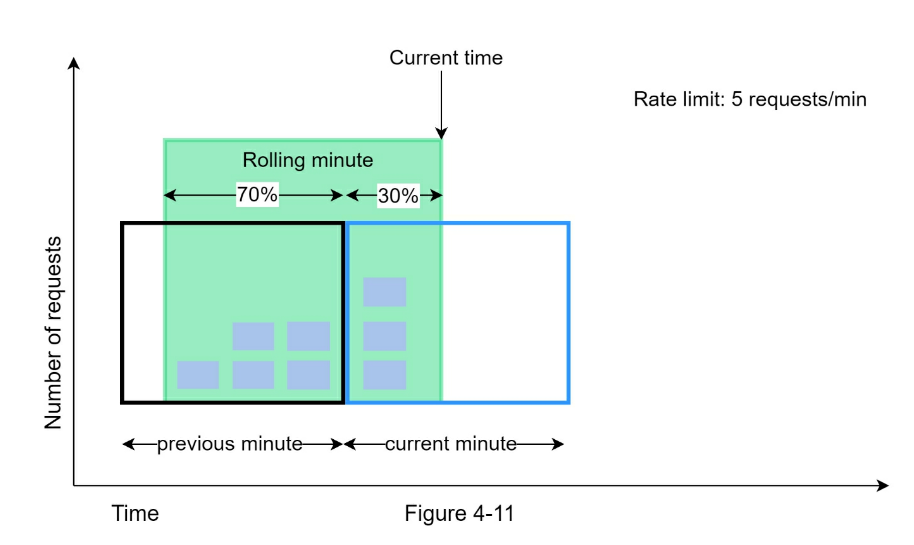 Current time
Rate limit: 5 requests/min
Rolling minute
70%
30%
Number of requests
previous minute
current minute
Time
Figure 4-11